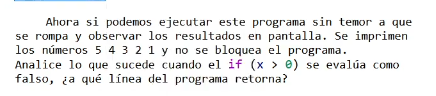 Ahora si podemos ejecutar este programa sin temor a que
se rompa y observar los resultados en pantalla. Se imprimen
los números 5 4 3 2 1 y no se bloquea el programa.
Analice lo que sucede cuando el if (x > 0) se evalúa como
falso, ¿a qué línea del programa retorna?